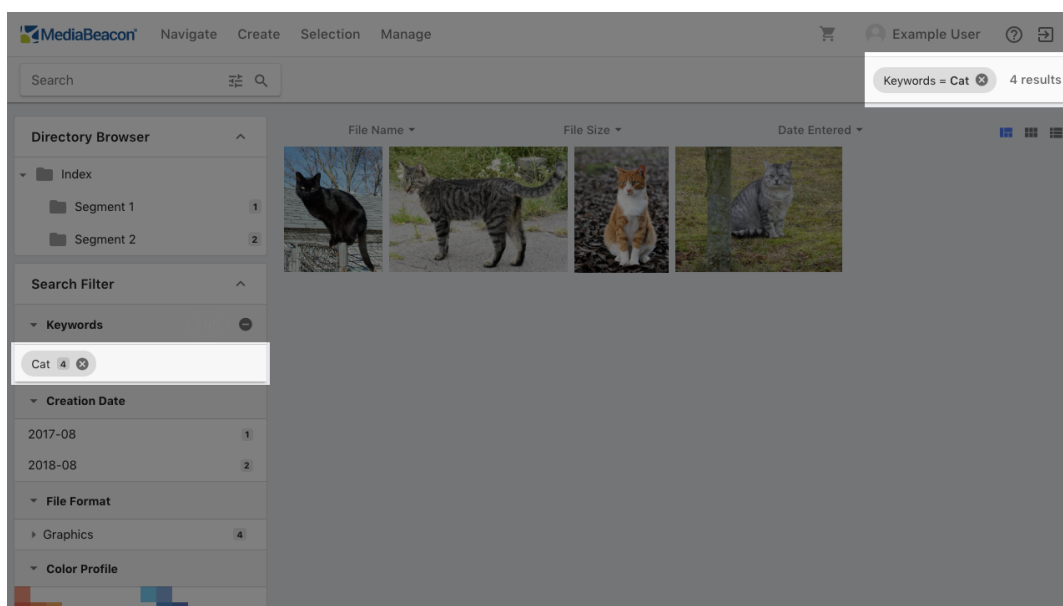 MediaBeacon® Navigate Create Selection Manage Example User
Search Keywords = Cat 4 results
Directory Browser
File Name File Size Date Entered
Index
Segment 1 1
Segment 2 2
Search Filter
Keywords
Cat 4
Creation Date
2017-08 1
2018-08 2
File Format
Graphics 4
Color Profile